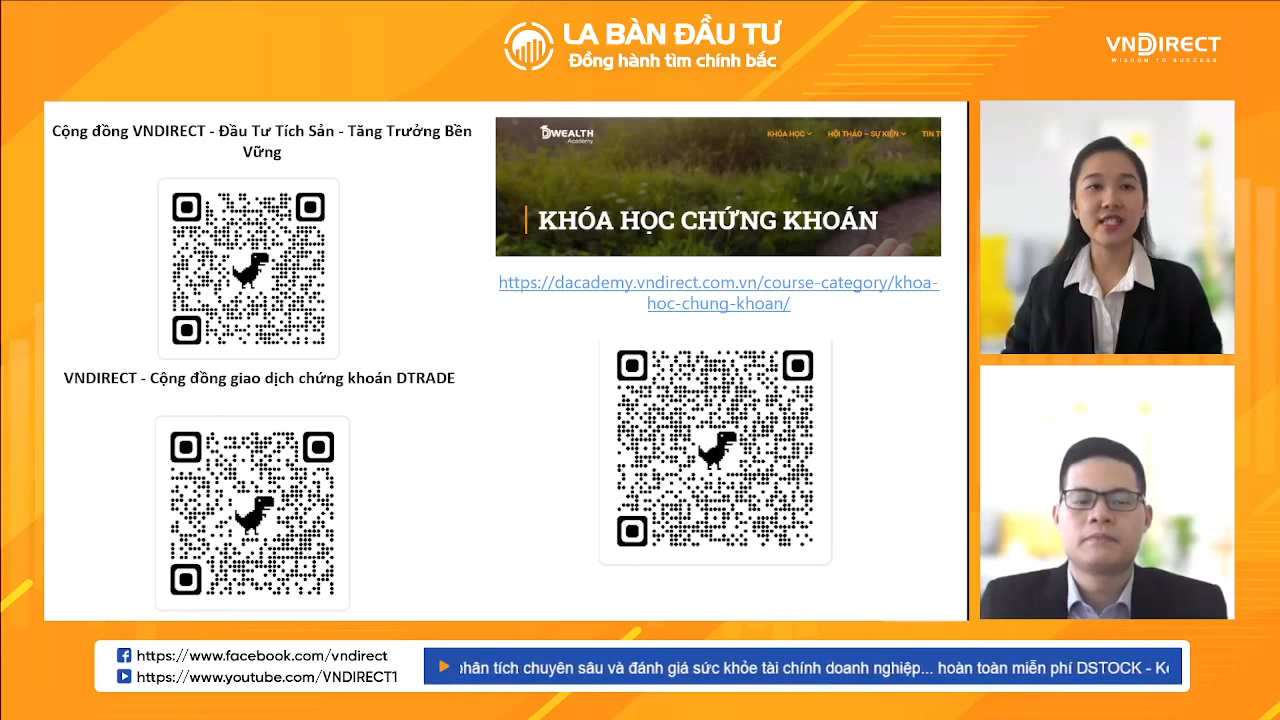 LA BÀN ĐẦU TƯ
Đồng hành tìm chính bắc
VNDIRECT
WISDOM TO SUCCESS
Cộng đồng VNDIRECT - Đầu Tư Tích Sản - Tăng Trưởng Bền
Vững
VNDIRECT - Cộng đồng giao dịch chứng khoán DTRADE
DWEALTH
Academy
KHÓA HỌC
HỘI THẢO – SỰ KIỆN
TIN T
KHÓA HỌC CHỨNG KHOÁN
https://dacademy.vndirect.com.vn/course-category/khoa-
hoc-chung-khoan/
https://www.facebook.com/vndirect
https://www.youtube.com/VNDIRECT1
phân tích chuyên sâu và đánh giá sức khỏe tài chính doanh nghiệp... hoàn toàn miễn phí DSTOCK -